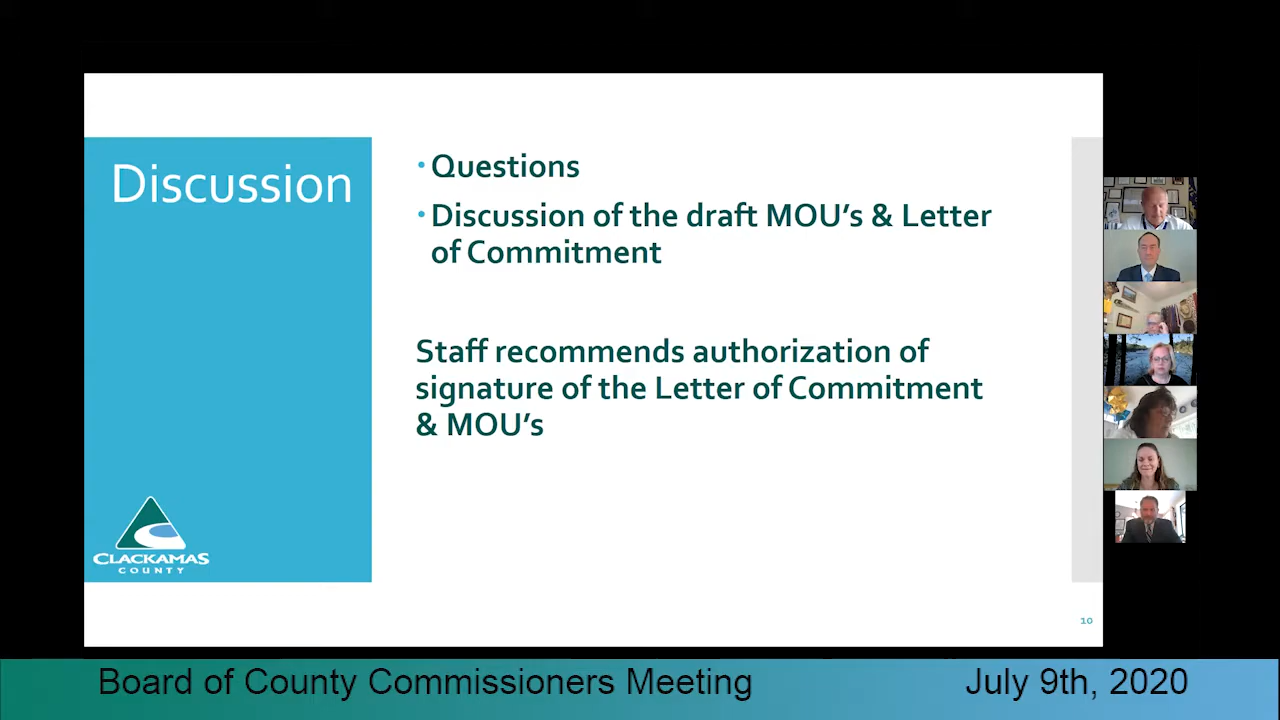 Discussion
• Questions
• Discussion of the draft MOU's & Letter
of Commitment
Staff recommends authorization of
signature of the Letter of Commitment
& MOU's
CLACKAMAS
COUNTY
10
Board of County Commissioners Meeting
July 9th, 2020